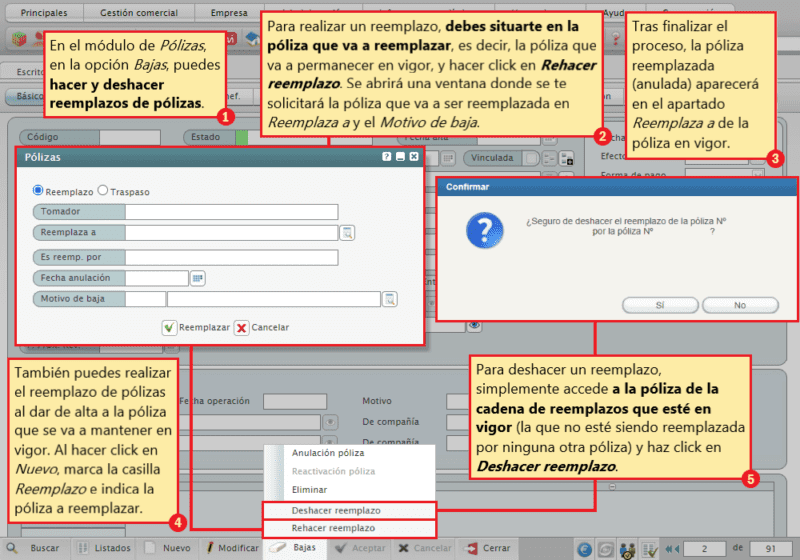 Principales Gestión comercial Empresa
En el módulo de Pólizas,
en la opción Bajas, puedes
hacer y deshacer
reemplazos de pólizas.
1
Para realizar un reemplazo, debes situarte en la
póliza que va a reemplazar, es decir, la póliza que
va a permanecer en vigor, y hacer click en Rehacer
reemplazo. Se abrirá una ventana donde se te
solicitará la póliza que va a ser reemplazada en
Reemplaza a y el Motivo de baja.
2
Tras finalizar el
proceso, la póliza
reemplazada
(anulada) aparecerá
en el apartado
Reemplaza a de la
póliza en vigor.
3
Código Estado
Vinculada
Pólizas
Reemplazo Traspaso
Tomador
Reemplaza a
Es reemp. por
Fecha anulación
Motivo de baja
Reemplazar Cancelar
Confirmar
¿Seguro de deshacer el reemplazo de la póliza Nº
por la póliza Nº ?
Sí No
También puedes realizar
el reemplazo de pólizas
al dar de alta a la póliza
que se va a mantener en
vigor. Al hacer click en
Nuevo, marca la casilla
Reemplazo e indica la
póliza a reemplazar.
4
Para deshacer un reemplazo,
simplemente accede a la póliza de la
cadena de reemplazos que esté en
vigor (la que no esté siendo reemplazada
por ninguna otra póliza) y haz click en
Deshacer reemplazo.
5
Fecha operación Motivo
De compañía
De compañía
Anulación póliza
Reactivación póliza
Eliminar
Deshacer reemplazo
Rehacer reemplazo
Buscar Listados Nuevo Modificar Bajas Aceptar Cancelar Cerrar 2 de 91